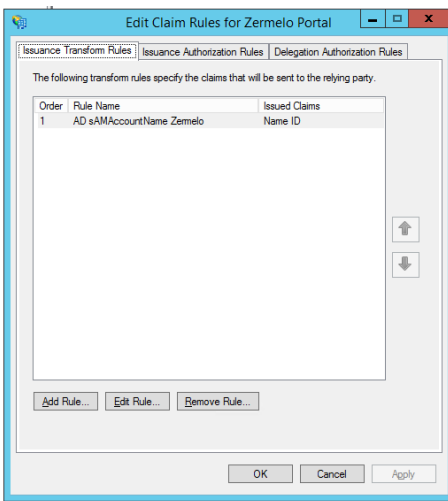 Edit Claim Rules for Zermelo Portal
Issuance Transform Rules Issuance Authorization Rules Delegation Authorization Rules
The following transform rules specify the claims that will be sent to the relying party.
Order Rule Name Issued Claims
1 AD sAMAccountName Zermelo Name ID
Add Rule... Edit Rule... Remove Rule...
OK Cancel Apply